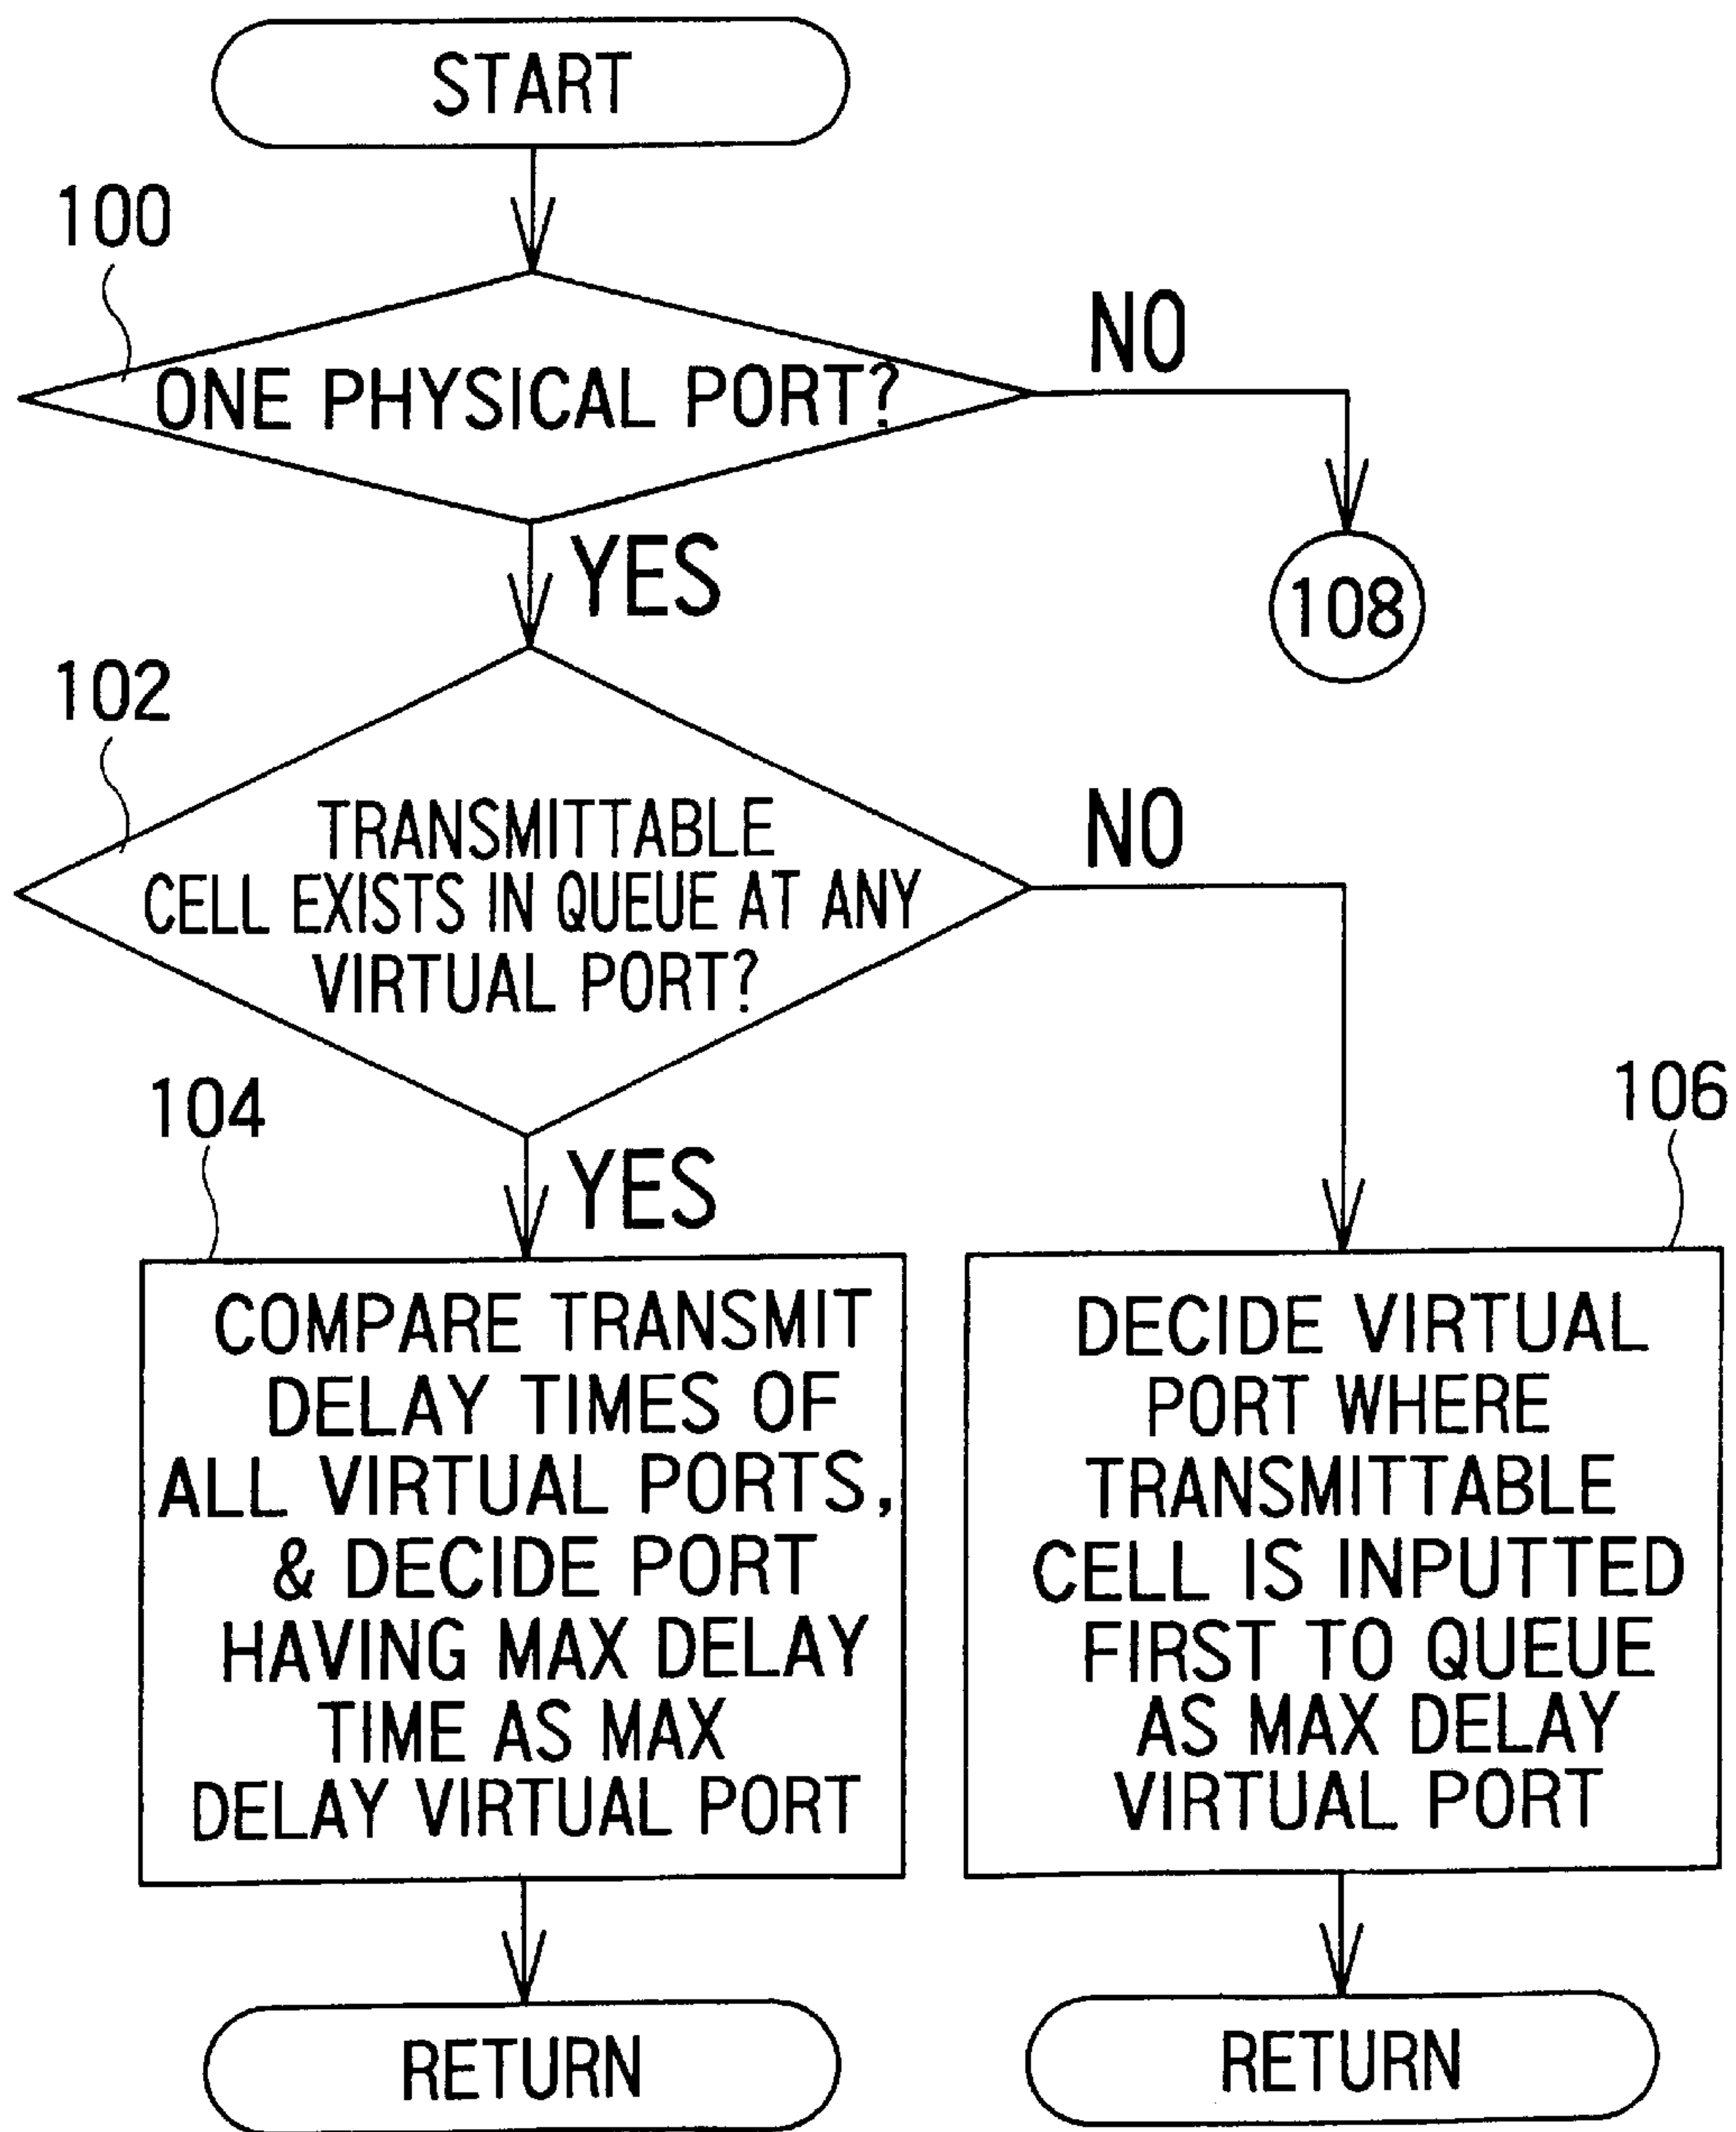 START
100
ONE PHYSICAL PORT?
NO
108
YES
102
TRANSMITTABLE
CELL EXISTS IN QUEUE AT ANY
VIRTUAL PORT?
NO
YES
104
COMPARE TRANSMIT
DELAY TIMES OF
ALL VIRTUAL PORTS,
& DECIDE PORT
HAVING MAX DELAY
TIME AS MAX
DELAY VIRTUAL PORT
RETURN
106
DECIDE VIRTUAL
PORT WHERE
TRANSMITTABLE
CELL IS INPUTTED
FIRST TO QUEUE
AS MAX DELAY
VIRTUAL PORT
RETURN